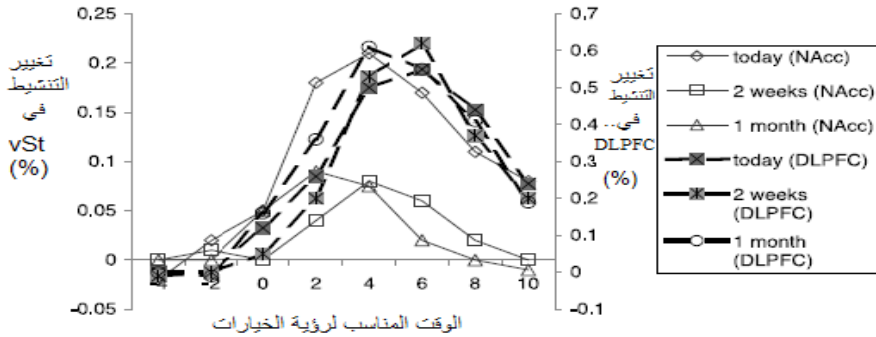 0.25
0.2
0.15
0.1
0.05
0
-0.05
تغيير
التنشيط
في
vSt
(%)
-4
-2
0
2
4
6
8
10
الوقت المناسب لرؤية الخيارات
0.7
0.6
0.5
0.4
0.3
0.2
0.1
0
-0.1
تغيير
التنشيط
في..
DLPFC
(%)
today (NAcc)
2 weeks (NAcc)
1 month (NAcc)
today (DLPFC)
2 weeks
(DLPFC)
1 month
(DLPFC)